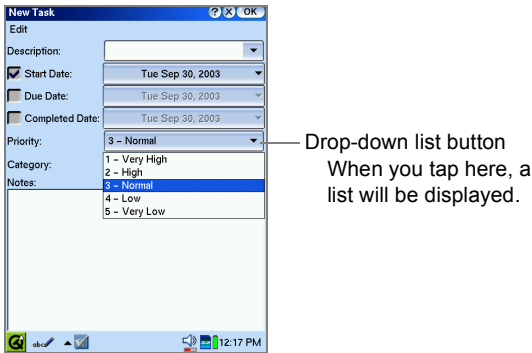 New Task ? X OK
Edit
Description:
Start Date: Tue Sep 30, 2003
Due Date: Tue Sep 30, 2003
Completed Date: Tue Sep 30, 2003
Priority: 3 – Normal
Category: 1 – Very High
2 – High
Notes: 3 – Normal
4 – Low
5 – Very Low
abc 12:17 PM
Drop-down list button
When you tap here, a
list will be displayed.